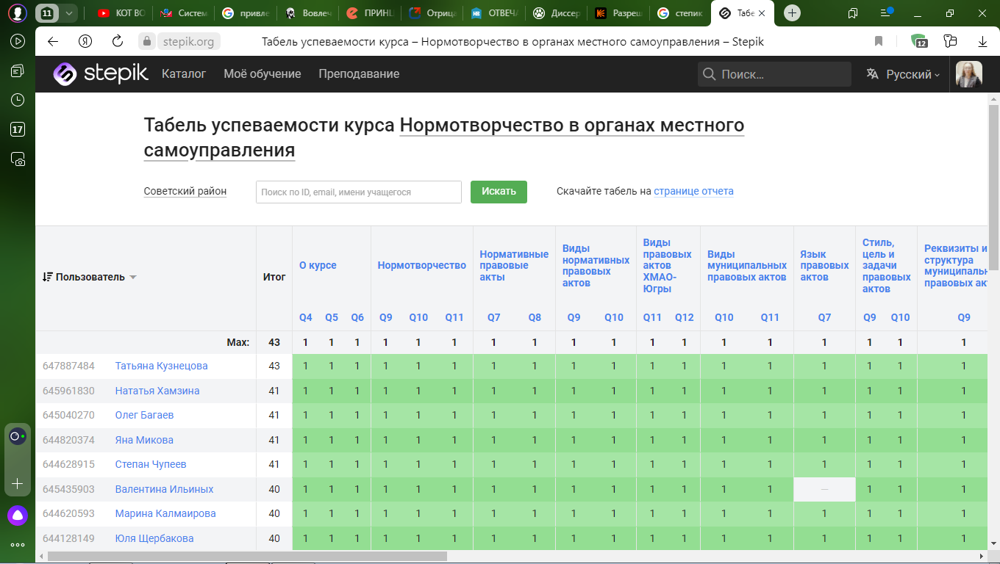 11
КОТ ВО
Систем
привле
Вовлеч
ПРИНЦ
Отрица
НВ
ОТВЕЧА
Диссер
Разреш
степик
Табе
stepik.org
Табель успеваемости курса – Нормотворчество в органах местного самоуправления – Stepik
12
17
stepik
Каталог
Моё обучение
Преподавание
Поиск...
Русский
Табель успеваемости курса Нормотворчество в органах местного
самоуправления
Советский район
Поиск по ID, email, имени учащегося
Искать
Скачайте табель на странице отчета
Пользователь
Итог
О курсе
Нормотворчество
Нормативные
правовые
акты
Виды
нормативных
правовых
актов
Виды
правовых
актов
ХМАО-
Югры
Виды
муниципальных
правовых актов
Язык
правовых
актов
Стиль,
цель и
задачи
правовых
актов
Реквизиты и
структура
муниципальн
правовых ак
Q4 Q5 Q6 Q9 Q10 Q11 Q7 Q8 Q9 Q10 Q11 Q12 Q10 Q11 Q7 Q9 Q10 Q9
Max: 43 1 1 1 1 1 1 1 1 1 1 1 1 1 1 1 1 1 1
647887484 Татьяна Кузнецова 43 1 1 1 1 1 1 1 1 1 1 1 1 1 1 1 1 1 1
645961830 Нататья Хамзина 41 1 1 1 1 1 1 1 1 1 1 1 1 1 1 1 1 1 1
645040270 Олег Багаев 41 1 1 1 1 1 1 1 1 1 1 1 1 1 1 1 1 1 1
644820374 Яна Микова 41 1 1 1 1 1 1 1 1 1 1 1 1 1 1 1 1 1 1
644628915 Степан Чупеев 41 1 1 1 1 1 1 1 1 1 1 1 1 1 1 1 1 1 1
645435903 Валентина Ильиных 40 1 1 1 1 1 1 1 1 1 1 1 1 1 1 — 1 1 1
644620593 Марина Калмаирова 40 1 1 1 1 1 1 1 1 1 1 1 1 1 1 1 1 1 1
644128149 Юля Щербакова 40 1 1 1 1 1 1 1 1 1 1 1 1 1 1 1 1 1 1